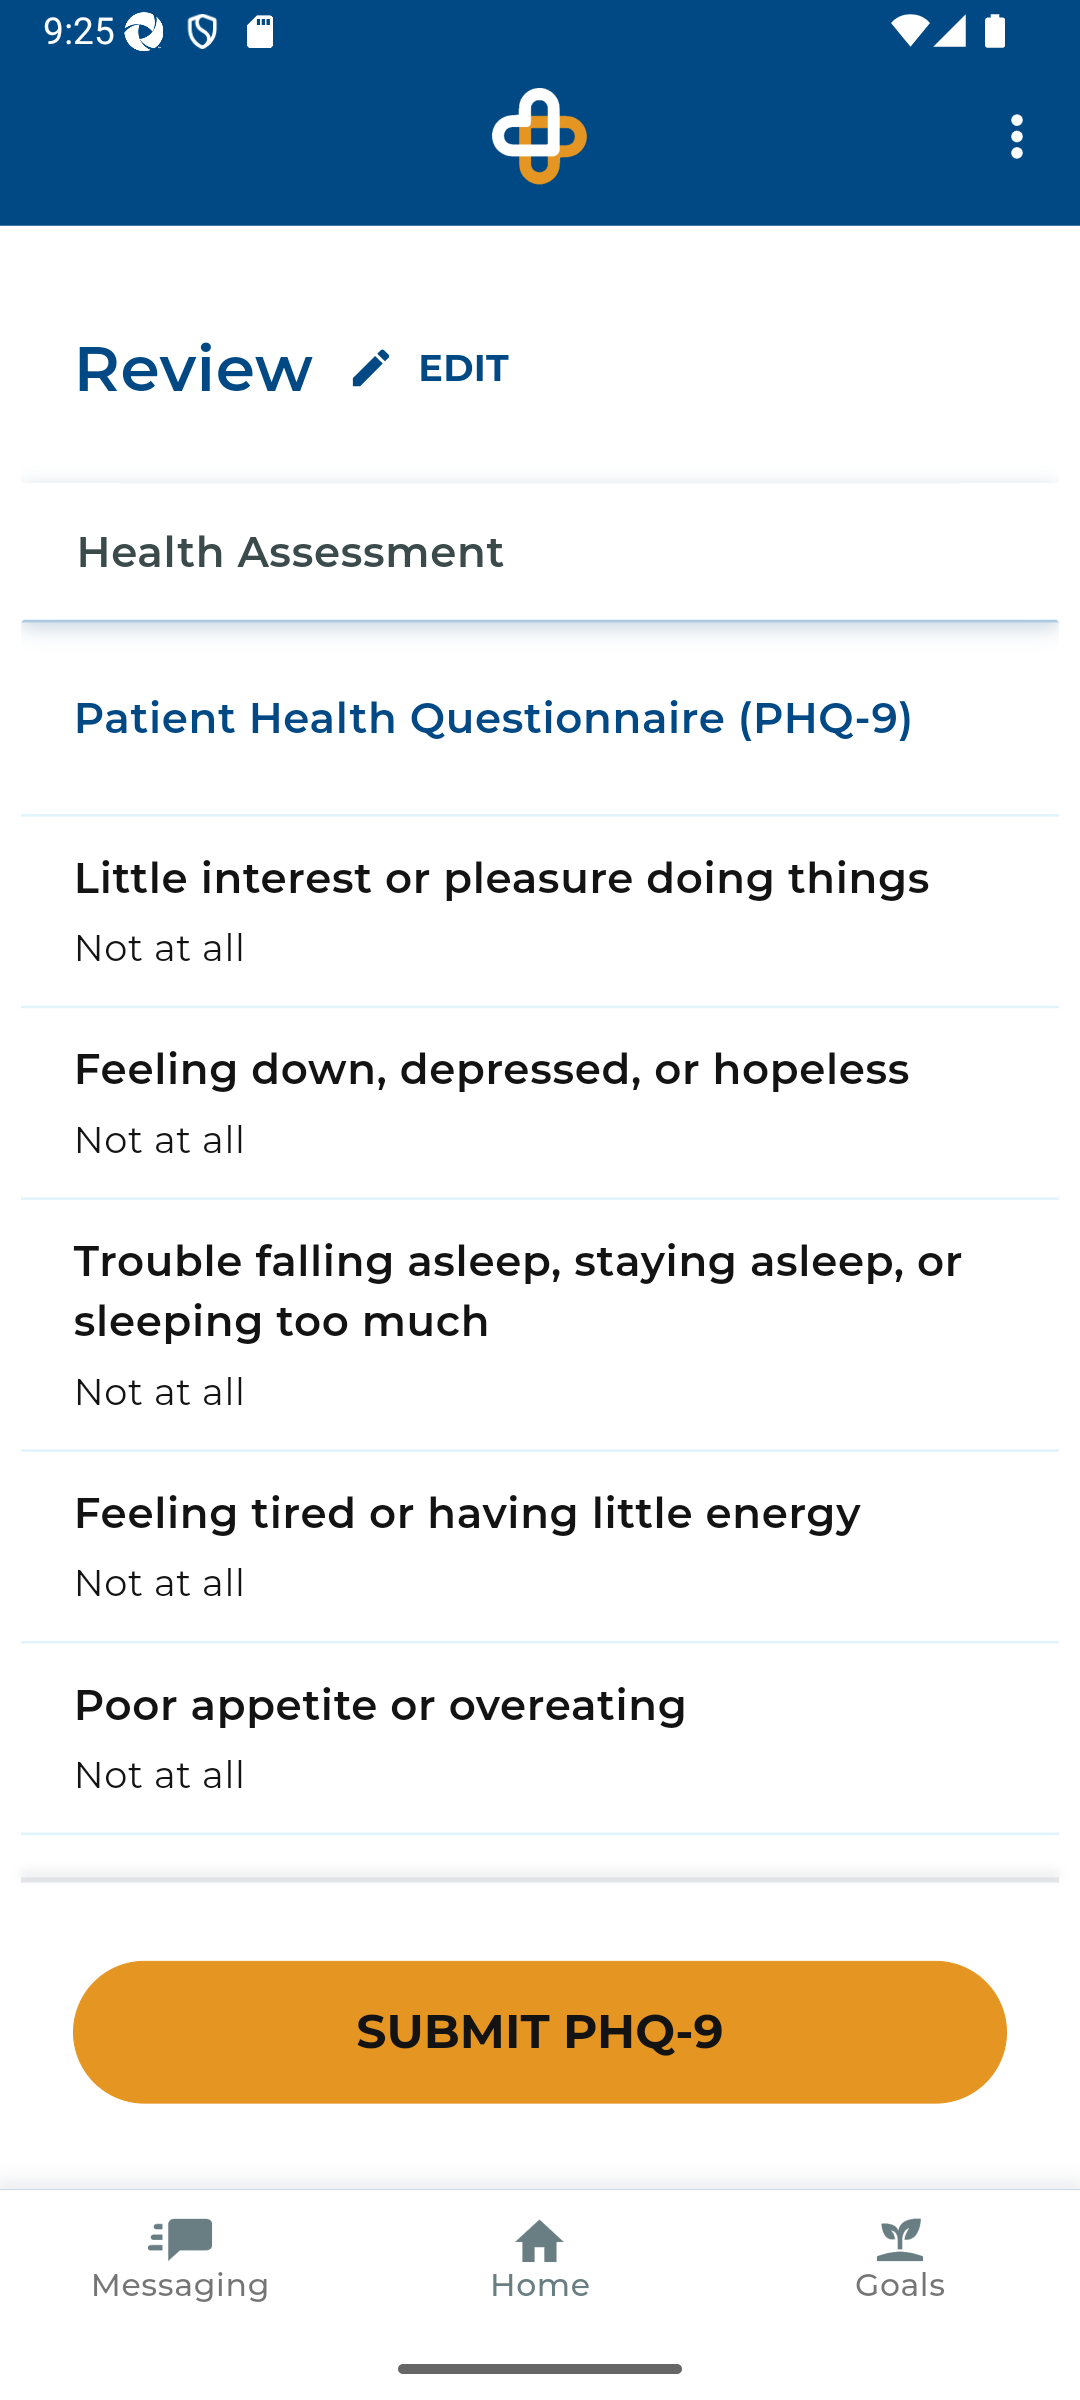 9:25
Review EDIT
Health Assessment
Patient Health Questionnaire (PHQ-9)
Little interest or pleasure doing things
Not at all
Feeling down, depressed, or hopeless
Not at all
Trouble falling asleep, staying asleep, or
sleeping too much
Not at all
Feeling tired or having little energy
Not at all
Poor appetite or overeating
Not at all
SUBMIT PHQ-9
Messaging Home Goals